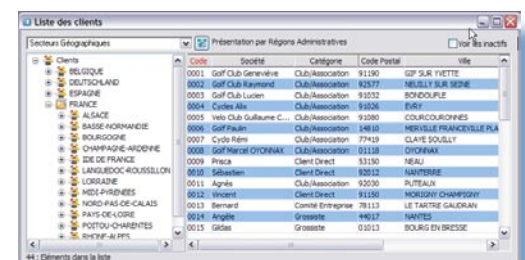 Liste des clients
Secteurs Géographiques
Présentation par Régions Administratives
Voir les inactifs
Clients
BELGIQUE
DEUTSCHLAND
ESPAGNE
FRANCE
ALSACE
BASSE-NORMANDIE
BOURGOGNE
CHAMPAGNE-ARDENNE
IDE DE FRANCE
LANGUEDOC-ROUSSILLON
LORRAINE
MIDI-PYRENEES
NORD-PAS-DE-CALAIS
PAYS-DE-LOIRE
POITOU-CHARENTES
RHONE-ALPES
Code Société Catégorie Code Postal Ville
0001 Golf Club Geneviève Club/Association 91190 GIF SUR YVETTE
0002 Golf Club Raymond Club/Association 92577 NEUILLY SUR SEINE
0003 Golf Club Lucien Club/Association 91032 BONDOUFLE
0004 Cycles Alix Club/Association 91026 EVRY
0005 Velo Club Guillaume C... Club/Association 91080 COURCOURONNES
0006 Golf Paulin Club/Association 14810 MERVILLE FRANCEVILLE PLA
0007 Cyclo Rémi Club/Association 77419 CLAYE SOUILLY
0008 Golf Marcel OYONNAX Club/Association 01118 OYONNAX
0009 Prisca Client Direct 53150 NEAU
0010 Sébastien Client Direct 92012 NANTERRE
0011 Agnès Club/Association 92030 PUTEAUX
0012 Vincent Client Direct 91150 MORIGNY CHAMPIGNY
0013 Bernard Comité Entreprise 78113 LE TARTRE GAUDRAN
0014 Angèle Grossiste 44017 NANTES
0015 Gildas Grossiste 01013 BOURG EN BRESSE
44 : Eléments dans la liste